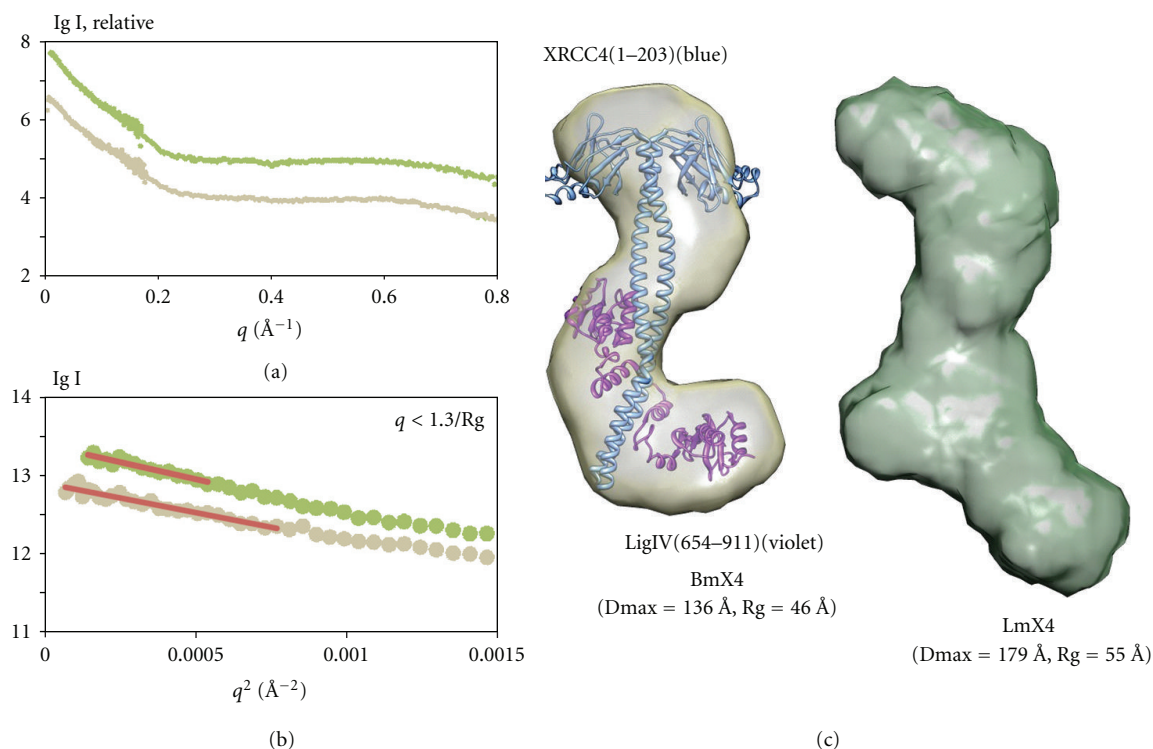 Ig I, relative
8
6
4
2
0 0.2 0.4 0.6 0.8
q (Å⁻¹)
(a)
Ig I
14
q < 1.3/Rg
13
12
11
0 0.0005 0.001 0.0015
q² (Å⁻²)
(b)
XRCC4(1–203)(blue)
LigIV(654–911)(violet)
BmX4
(Dmax = 136 Å, Rg = 46 Å)
LmX4
(Dmax = 179 Å, Rg = 55 Å)
(c)